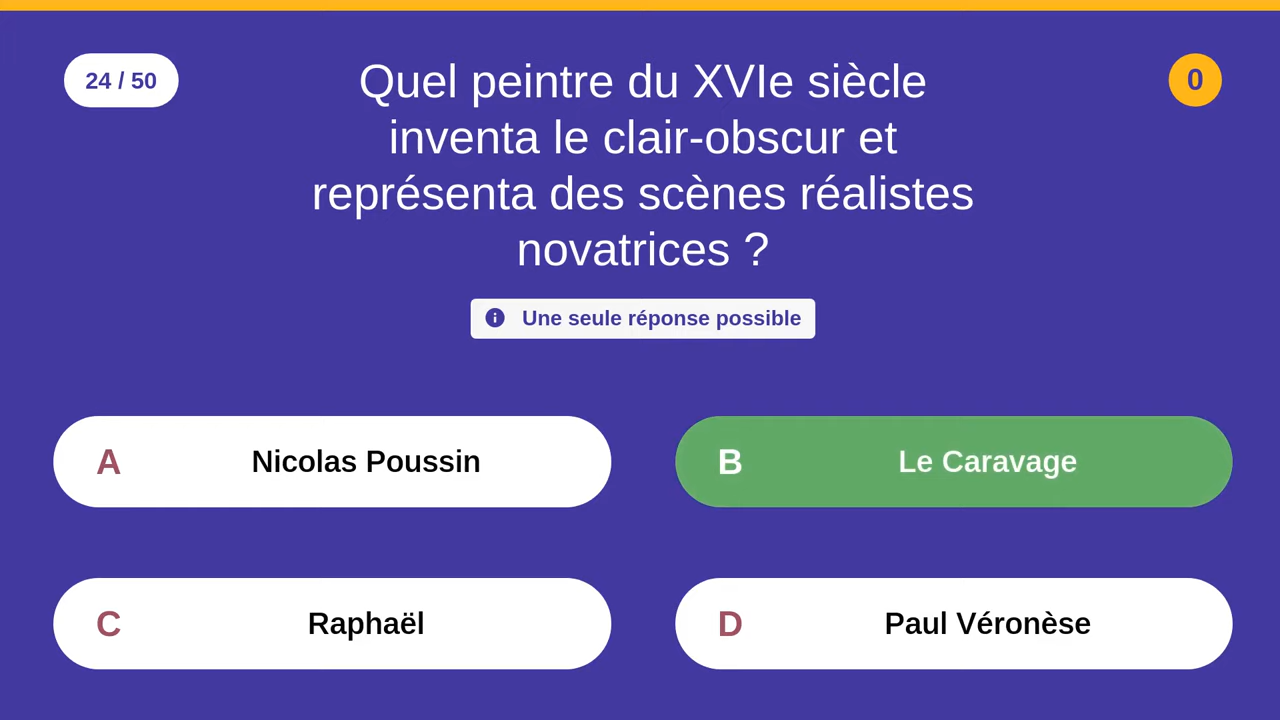 24 / 50
Quel peintre du XVIe siècle
inventa le clair-obscur et
représenta des scènes réalistes
novatrices ?
0
Une seule réponse possible
A Nicolas Poussin
B Le Caravage
C Raphaël
D Paul Véronèse